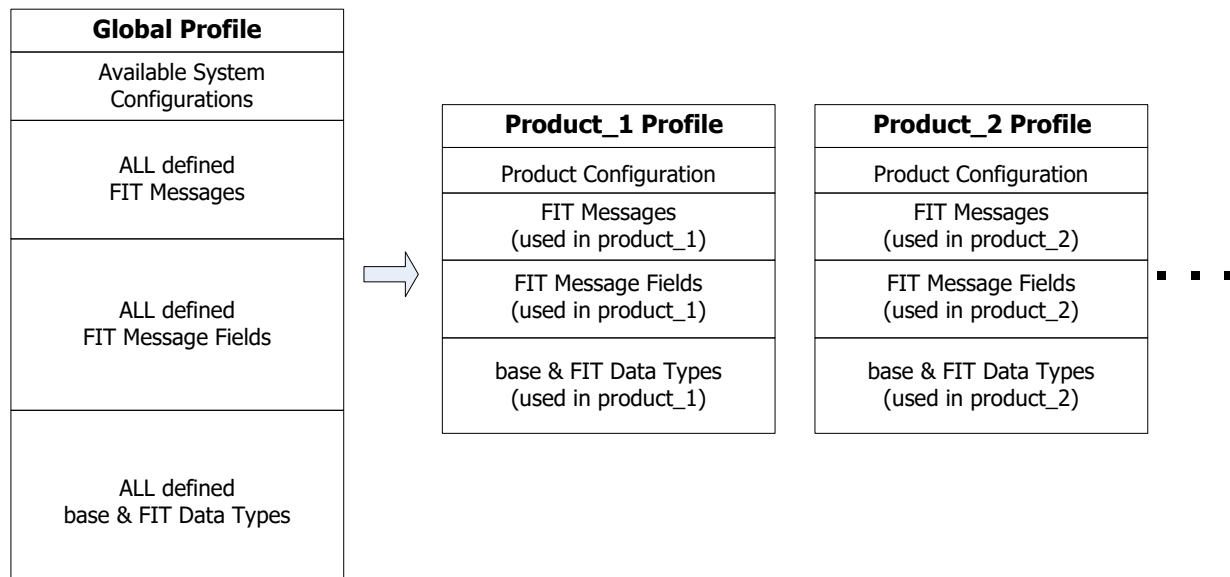 Global Profile
Available System
Configurations
ALL defined
FIT Messages
ALL defined
FIT Message Fields
ALL defined
base & FIT Data Types
Product_1 Profile
Product Configuration
FIT Messages
(used in product_1)
FIT Message Fields
(used in product_1)
base & FIT Data Types
(used in product_1)
Product_2 Profile
Product Configuration
FIT Messages
(used in product_2)
FIT Message Fields
(used in product_2)
base & FIT Data Types
(used in product_2)